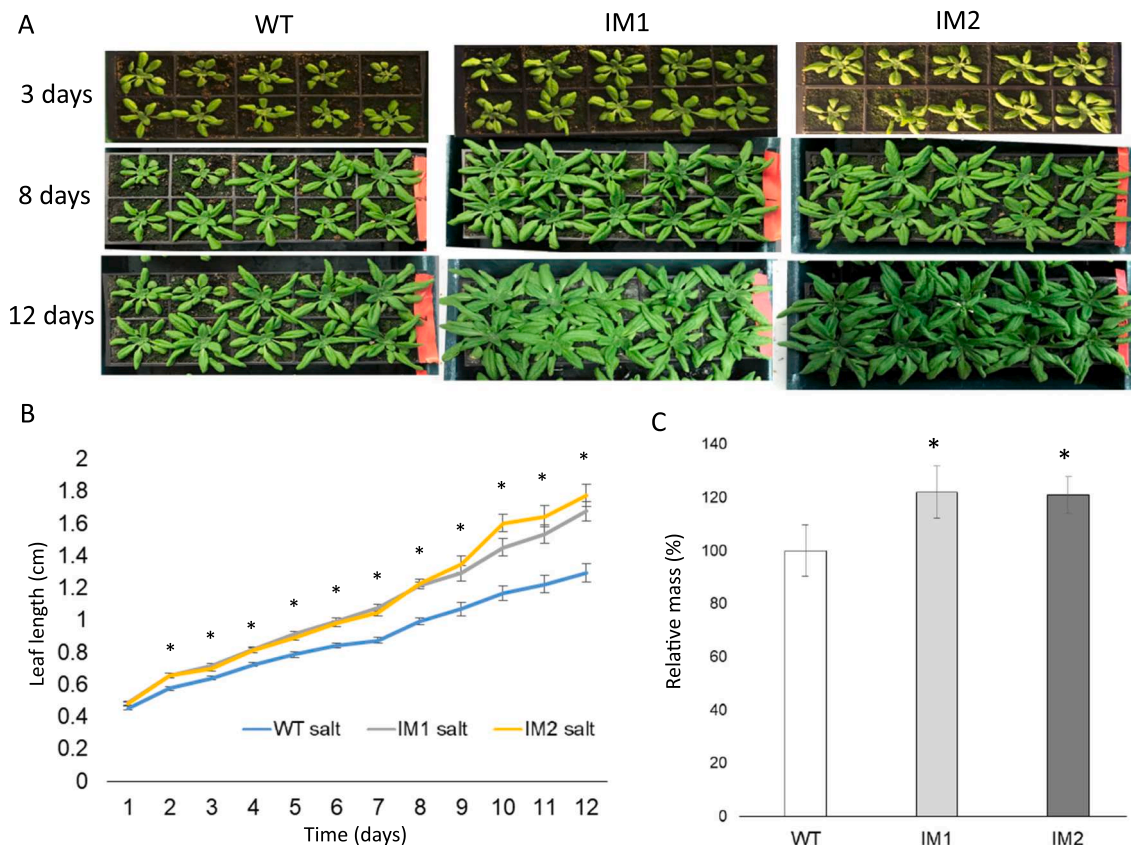 A
WT
IM1
IM2
3 days
8 days
12 days
B
Leaf length (cm)
2
1.8
1.6
1.4
1.2
1
0.8
0.6
0.4
0.2
0
* * * * * * * * * * *
WT salt IM1 salt IM2 salt
1 2 3 4 5 6 7 8 9 10 11 12
Time (days)
C
Relative mass (%)
140
120
100
80
60
40
20
0
* *
WT IM1 IM2